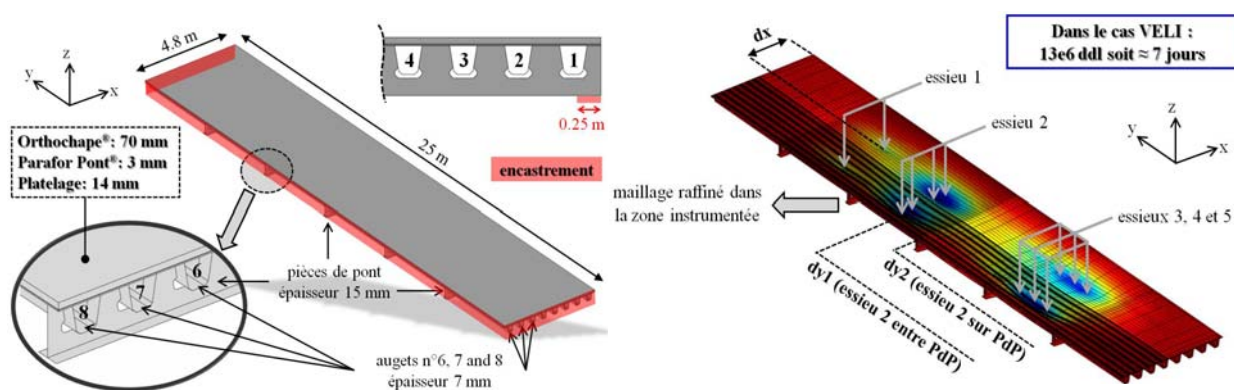 4.8 m
z
y
x
4
3
2
1
0.25 m
25 m
encastrement
Orthochape®: 70 mm
Parafor Pont®: 3 mm
Platelage: 14 mm
pièces de pont
épaisseur 15 mm
6
7
8
augets n°6, 7 and 8
épaisseur 7 mm
Dans le cas VELI :
13e6 ddl soit ≈ 7 jours
dx
essieu 1
essieu 2
z
y
x
maillage raffiné dans
la zone instrumentée
essieux 3, 4 et 5
dy2 (essieu 2 sur PdP)
dy1 (essieu 2 entre PdP)